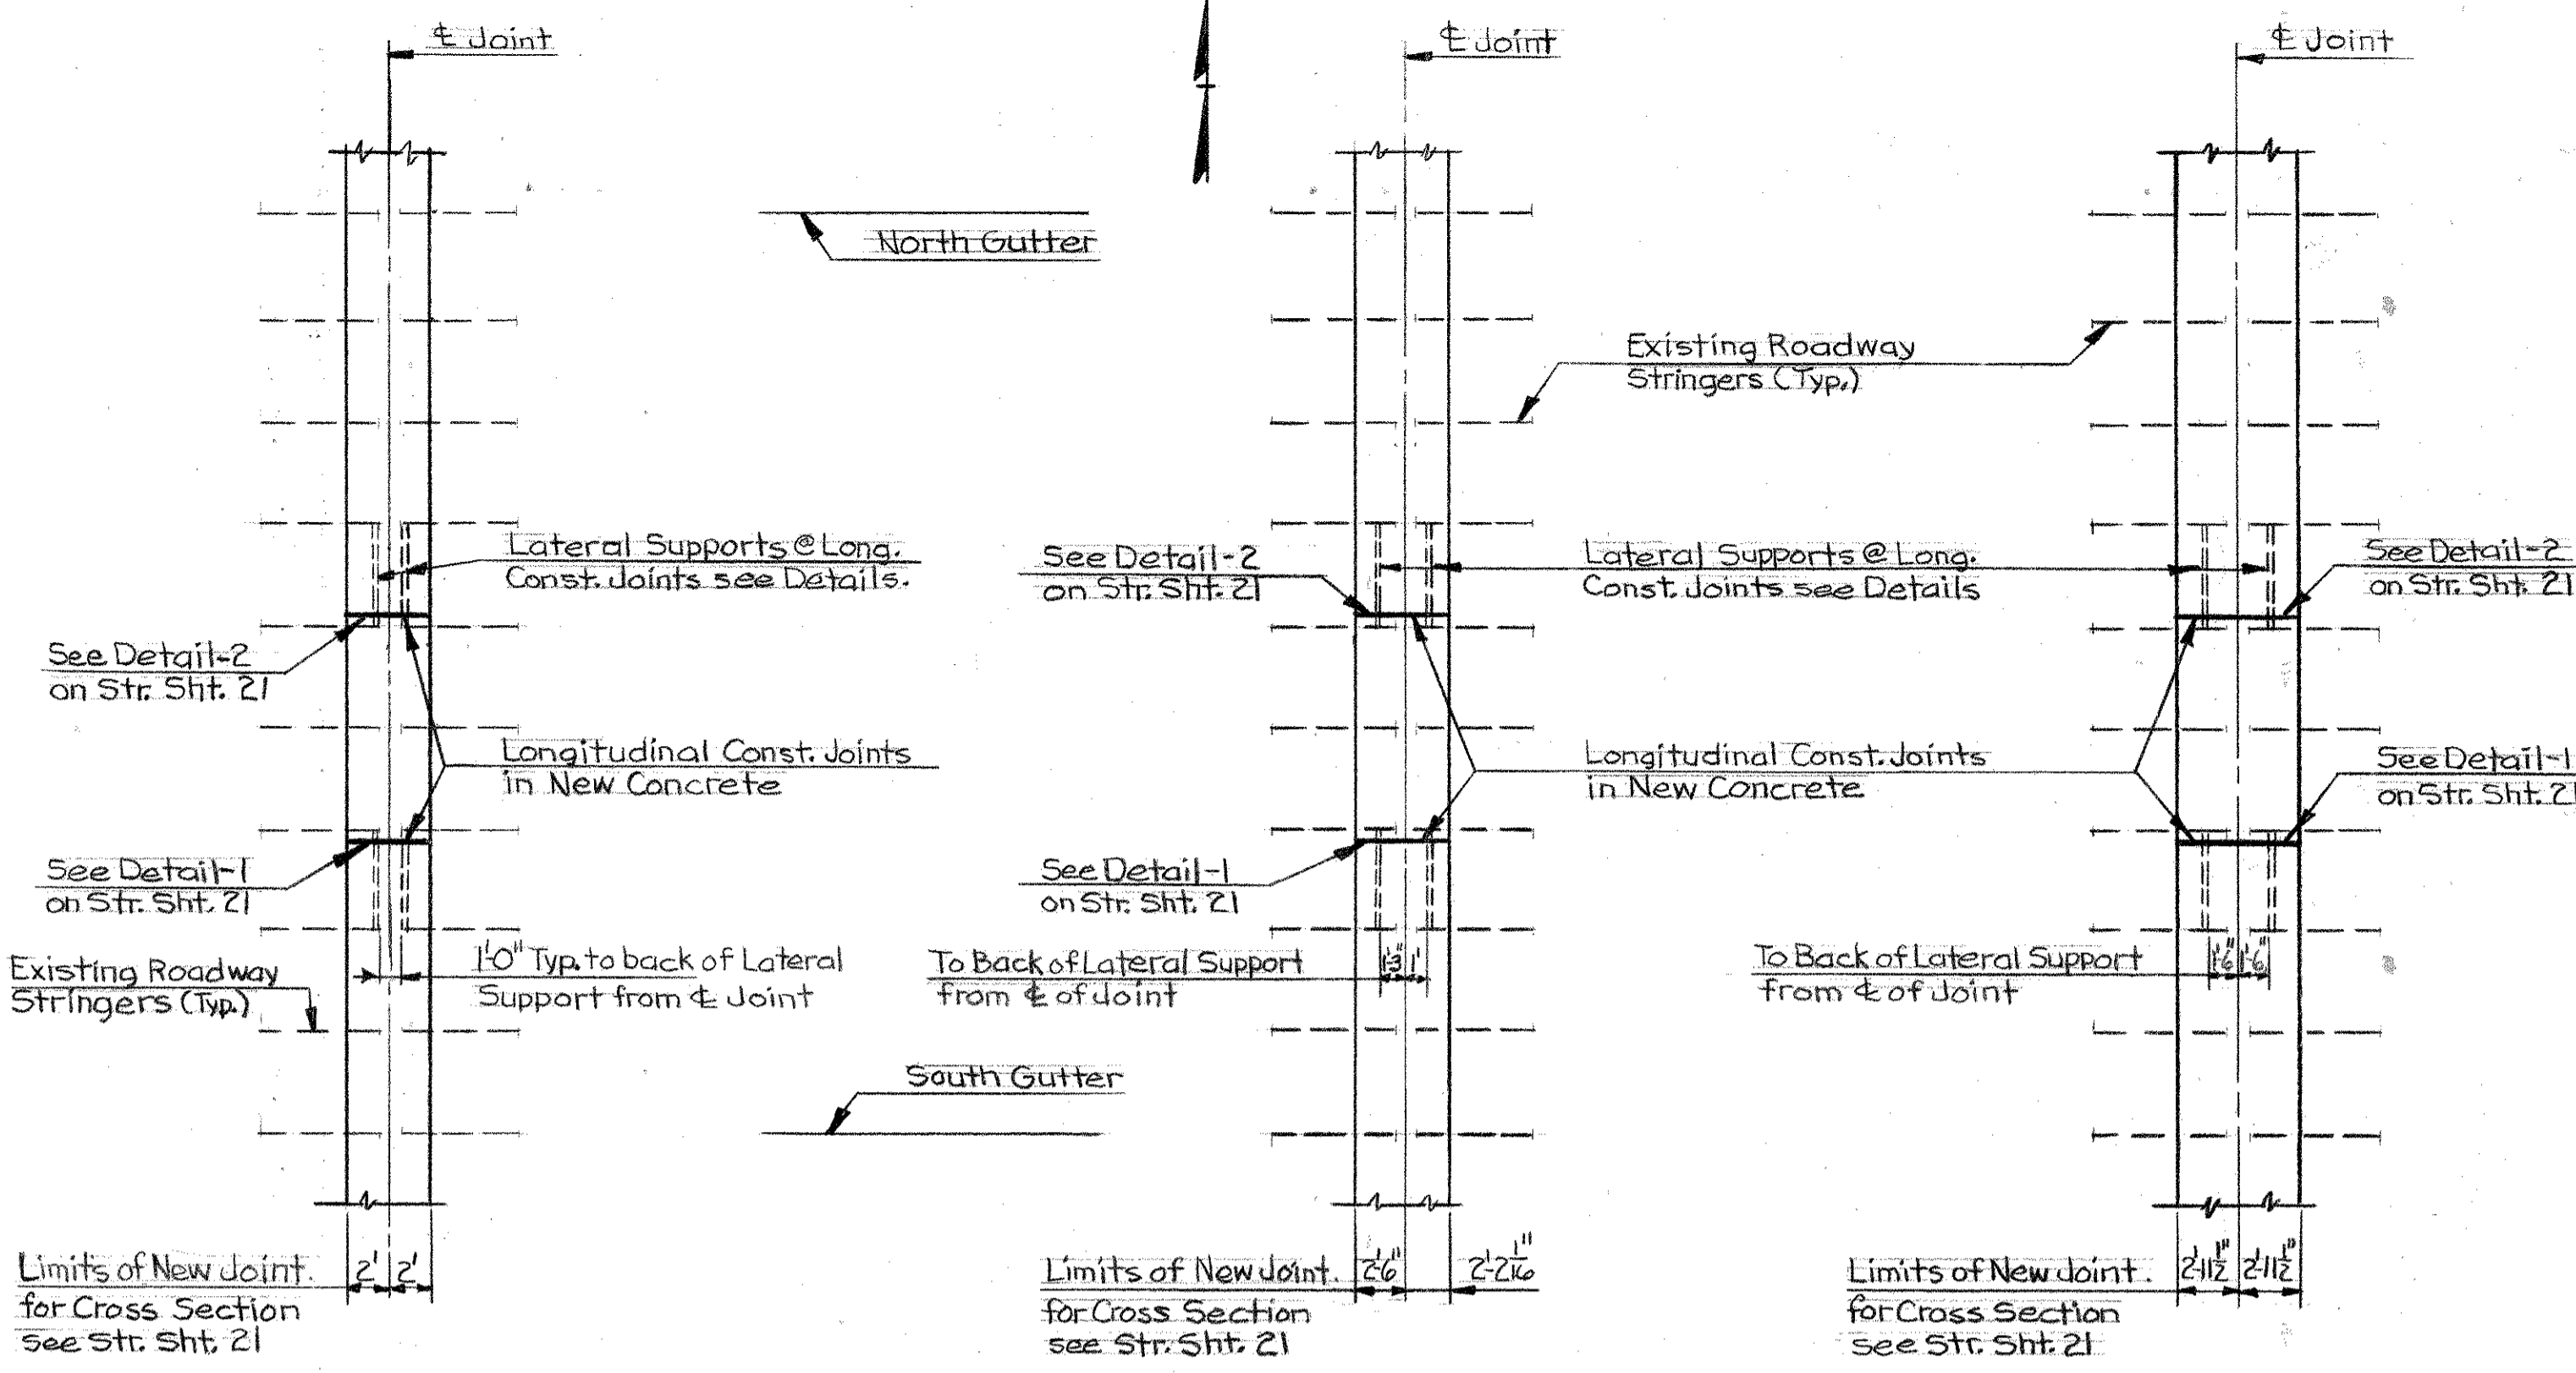 ℄ Joint
℄ Joint
℄ Joint
North Gutter
Existing Roadway
Stringers (Typ.)
Lateral Supports @ Long.
Const. Joints see Details.
See Detail-2
on Str. Sht. 21
Lateral Supports @ Long.
Const. Joints see Details
See Detail-2
on Str. Sht. 21
See Detail-2
on Str. Sht. 21
Longitudinal Const. Joints
in New Concrete
Longitudinal Const. Joints
in New Concrete
See Detail-1
on Str. Sht. 21
See Detail-1
on Str. Sht. 21
See Detail-1
on Str. Sht. 21
Existing Roadway
Stringers (Typ.)
1'-0" Typ. to back of Lateral
Support from ℄ Joint
To Back of Lateral Support
from ℄ of Joint
1'
To Back of Lateral Support
from ℄ of Joint
1'-6" 1'-6"
South Gutter
Limits of New Joint.
for Cross Section
see Str. Sht. 21
2' 2'
Limits of New Joint.
for Cross Section
see Str. Sht. 21
2'-6" 2'-2 1/16"
Limits of New Joint.
for Cross Section
see Str. Sht. 21
2'-11 1/2" 2'-11 1/2"